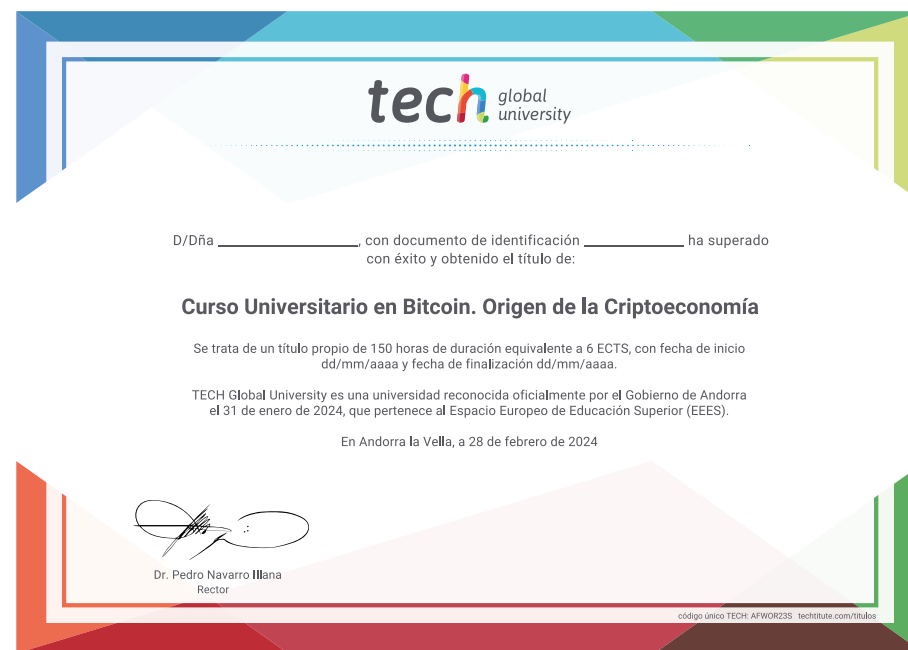 tech global university
D/Dña ____________________, con documento de identificación ______________ ha superado
con éxito y obtenido el título de:
Curso Universitario en Bitcoin. Origen de la Criptoeconomía
Se trata de un título propio de 150 horas de duración equivalente a 6 ECTS, con fecha de inicio
dd/mm/aaaa y fecha de finalización dd/mm/aaaa.
TECH Global University es una universidad reconocida oficialmente por el Gobierno de Andorra
el 31 de enero de 2024, que pertenece al Espacio Europeo de Educación Superior (EEES).
En Andorra la Vella, a 28 de febrero de 2024
Dr. Pedro Navarro Illana
Rector
código único TECH: AFWOR23S techtitute.com/titulos